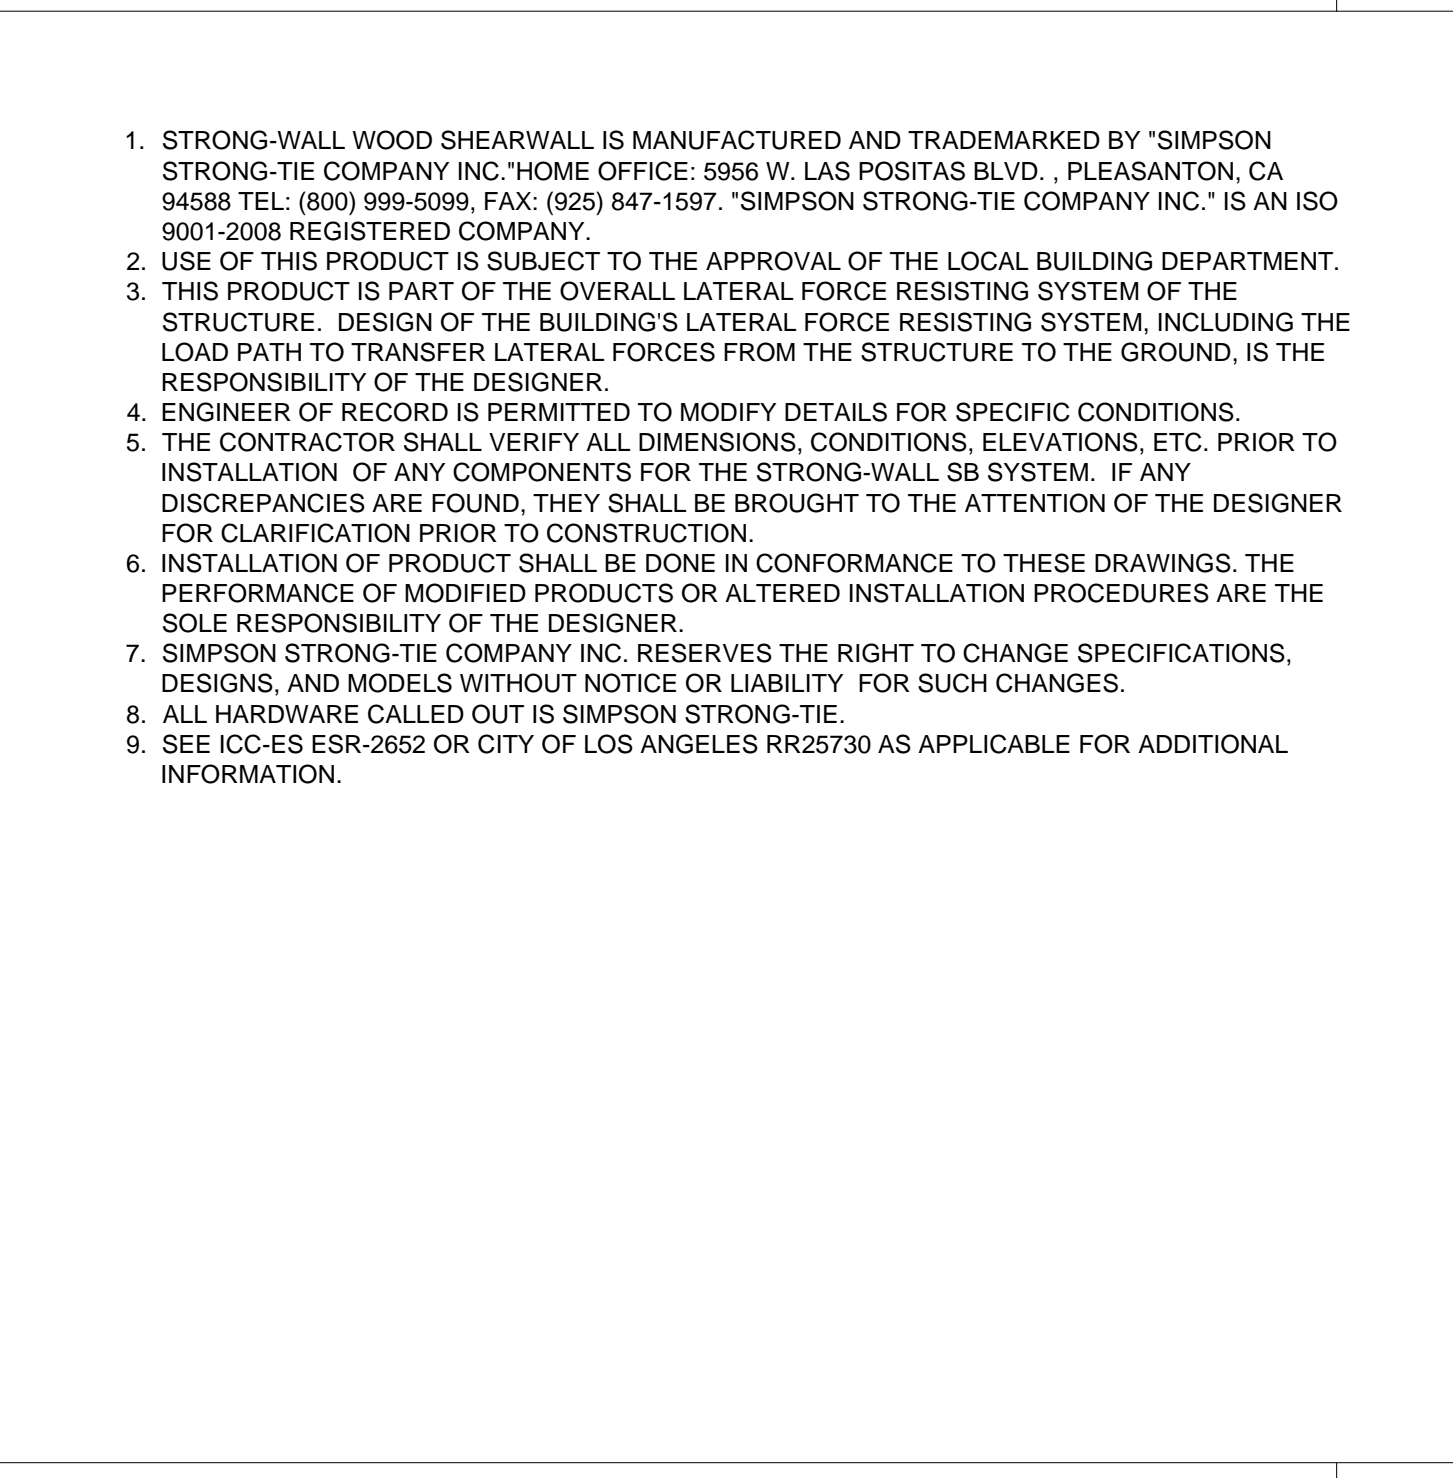 1. STRONG-WALL WOOD SHEARWALL IS MANUFACTURED AND TRADEMARKED BY "SIMPSON
STRONG-TIE COMPANY INC."HOME OFFICE: 5956 W. LAS POSITAS BLVD. , PLEASANTON, CA
94588 TEL: (800) 999-5099, FAX: (925) 847-1597. "SIMPSON STRONG-TIE COMPANY INC." IS AN ISO
9001-2008 REGISTERED COMPANY.
2. USE OF THIS PRODUCT IS SUBJECT TO THE APPROVAL OF THE LOCAL BUILDING DEPARTMENT.
3. THIS PRODUCT IS PART OF THE OVERALL LATERAL FORCE RESISTING SYSTEM OF THE
STRUCTURE.  DESIGN OF THE BUILDING'S LATERAL FORCE RESISTING SYSTEM, INCLUDING THE
LOAD PATH TO TRANSFER LATERAL FORCES FROM THE STRUCTURE TO THE GROUND, IS THE
RESPONSIBILITY OF THE DESIGNER.
4. ENGINEER OF RECORD IS PERMITTED TO MODIFY DETAILS FOR SPECIFIC CONDITIONS.
5. THE CONTRACTOR SHALL VERIFY ALL DIMENSIONS, CONDITIONS, ELEVATIONS, ETC. PRIOR TO
INSTALLATION  OF ANY COMPONENTS FOR THE STRONG-WALL SB SYSTEM.  IF ANY
DISCREPANCIES ARE FOUND, THEY SHALL BE BROUGHT TO THE ATTENTION OF THE DESIGNER
FOR CLARIFICATION PRIOR TO CONSTRUCTION.
6. INSTALLATION OF PRODUCT SHALL BE DONE IN CONFORMANCE TO THESE DRAWINGS. THE
PERFORMANCE OF MODIFIED PRODUCTS OR ALTERED INSTALLATION PROCEDURES ARE THE
SOLE RESPONSIBILITY OF THE DESIGNER.
7. SIMPSON STRONG-TIE COMPANY INC. RESERVES THE RIGHT TO CHANGE SPECIFICATIONS,
DESIGNS, AND MODELS WITHOUT NOTICE OR LIABILITY  FOR SUCH CHANGES.
8. ALL HARDWARE CALLED OUT IS SIMPSON STRONG-TIE.
9. SEE ICC-ES ESR-2652 OR CITY OF LOS ANGELES RR25730 AS APPLICABLE FOR ADDITIONAL
INFORMATION.